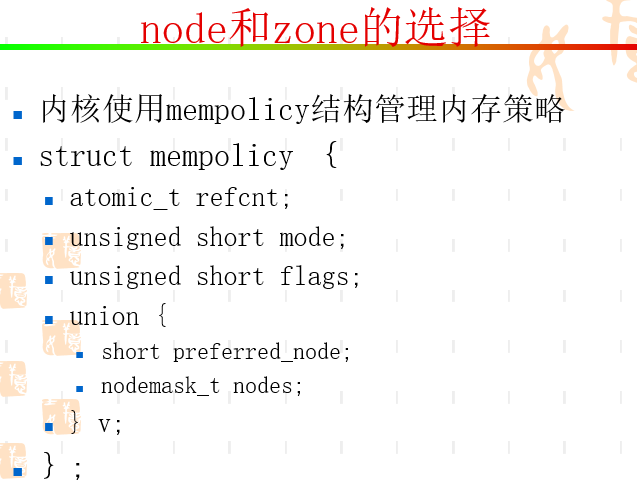 node和zone的选择
内核使用mempolicy结构管理内存策略
struct mempolicy {
atomic_t refcnt;
unsigned short mode;
unsigned short flags;
union {
short preferred_node;
nodemask_t nodes;
} v;
} ;